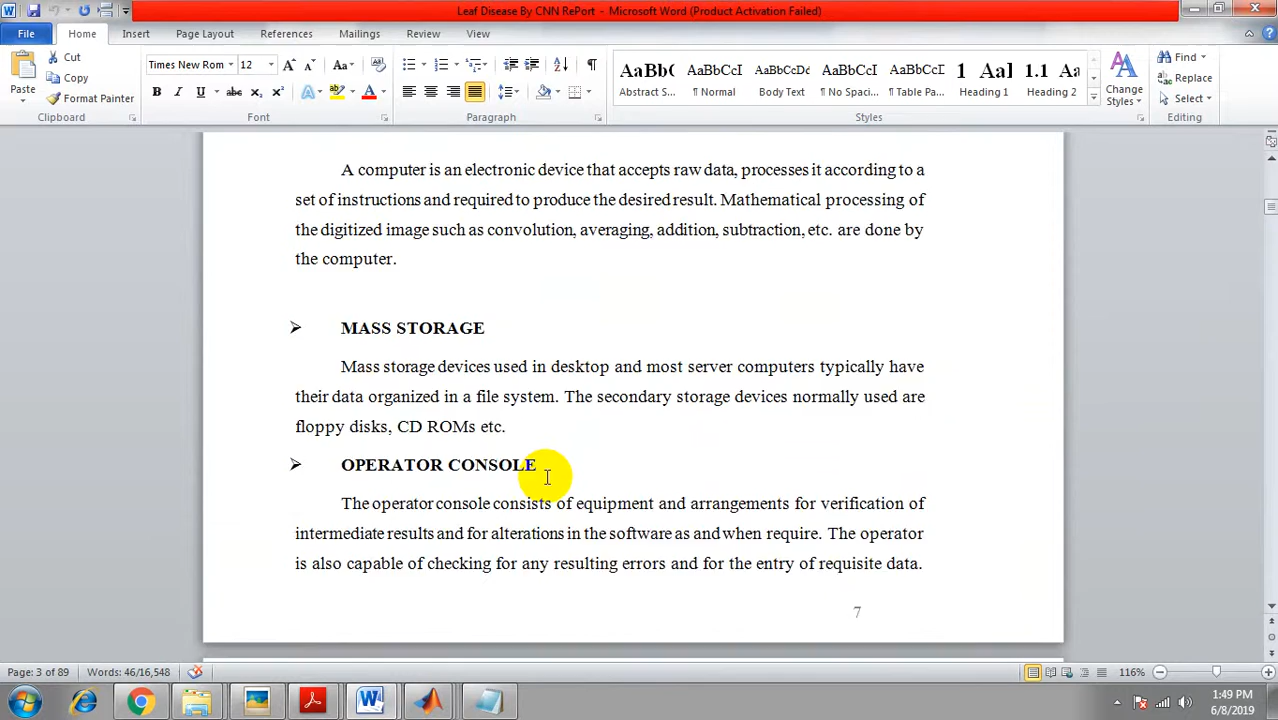 Leaf Disease By CNN RePort - Microsoft Word (Product Activation Failed)
File Home Insert Page Layout References Mailings Review View
Paste
Cut
Copy
Format Painter
Clipboard
Times New Rom 12
Font
Paragraph
AaBbC AaBbCcI AaBbCcDc AaBbCcI AaBbCcI 1 Aal 1.1 Aa
Abstract S... ¶ Normal Body Text ¶ No Spaci... ¶ Table Pa... Heading 1 Heading 2
Change
Styles
Styles
Find
Replace
Select
Editing
A computer is an electronic device that accepts raw data, processes it according to a
set of instructions and required to produce the desired result. Mathematical processing of
the digitized image such as convolution, averaging, addition, subtraction, etc. are done by
the computer.
➢ MASS STORAGE
Mass storage devices used in desktop and most server computers typically have
their data organized in a file system. The secondary storage devices normally used are
floppy disks, CD ROMs etc.
➢ OPERATOR CONSOLE
The operator console consists of equipment and arrangements for verification of
intermediate results and for alterations in the software as and when require. The operator
is also capable of checking for any resulting errors and for the entry of requisite data.
7
Page: 3 of 89 Words: 46/16,548 116%
1:49 PM
6/8/2019